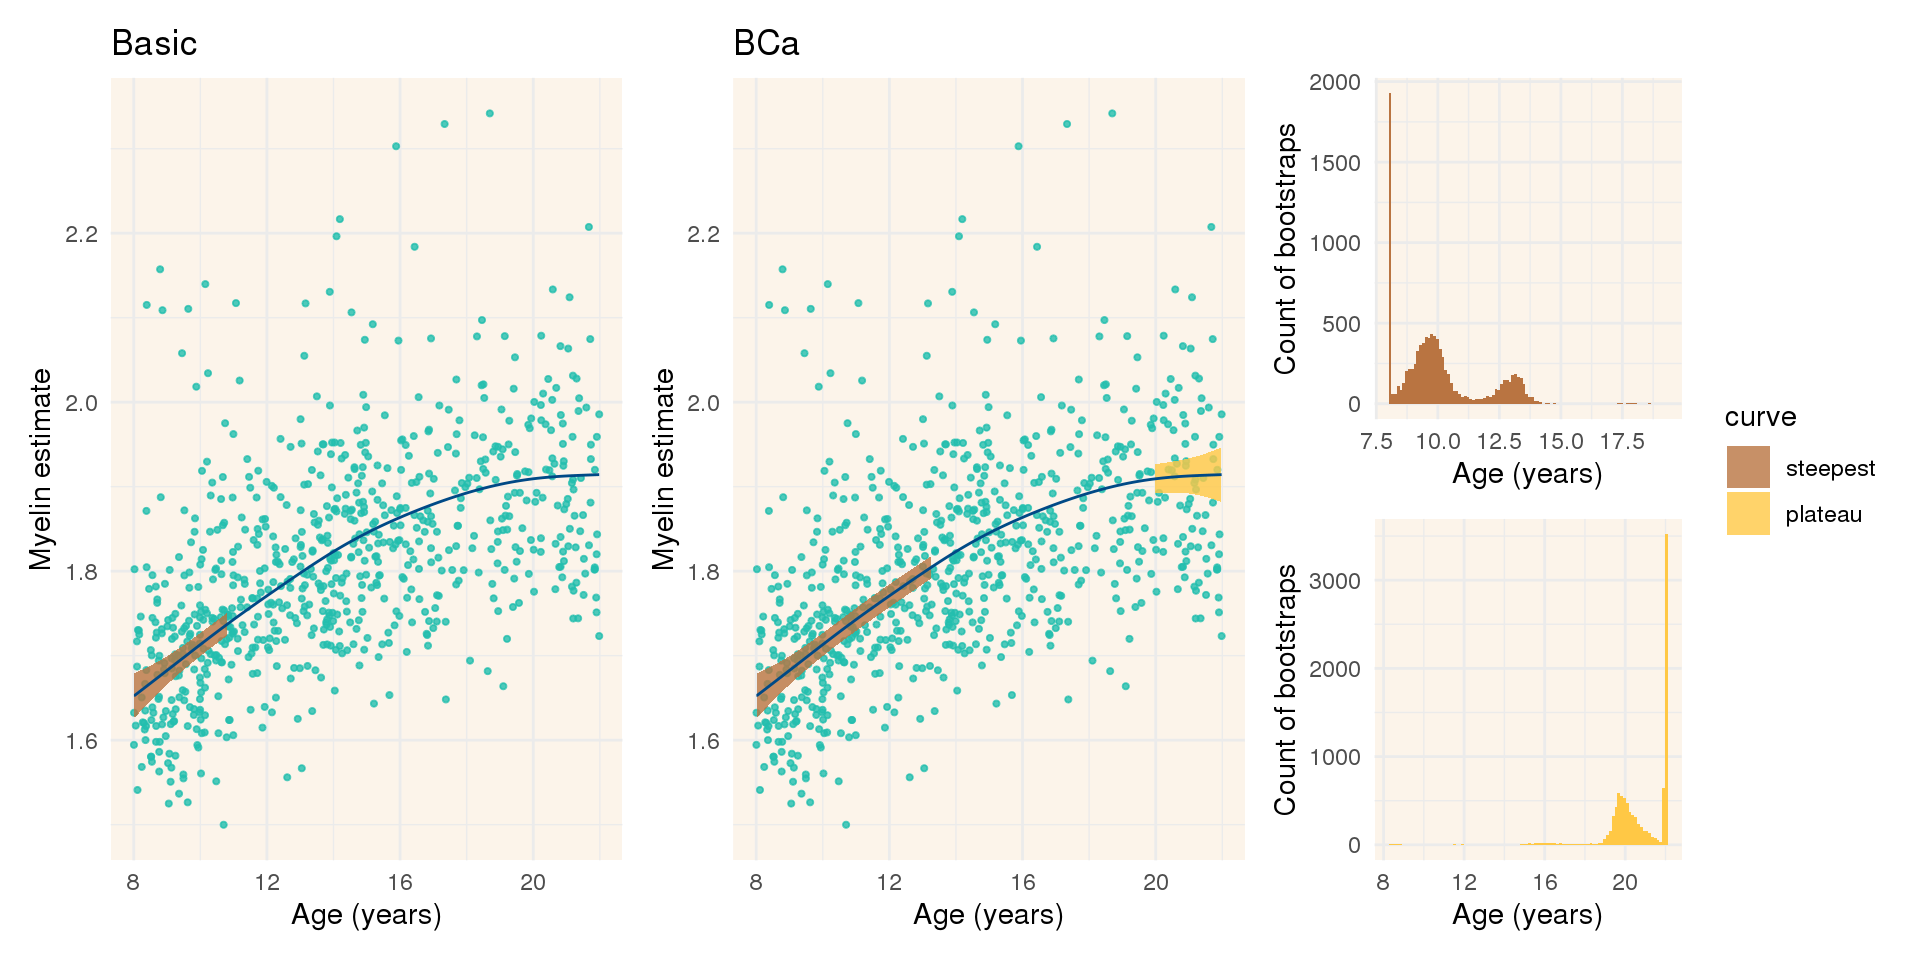 Basic
Myelin estimate
2.2
2.0
1.8
1.6
8 12 16 20
Age (years)
BCa
Myelin estimate
2.2
2.0
1.8
1.6
8 12 16 20
Age (years)
Count of bootstraps
2000
1500
1000
500
0
7.5 10.0 12.5 15.0 17.5
Age (years)
Count of bootstraps
3000
2000
1000
0
8 12 16 20
Age (years)
curve
steepest
plateau